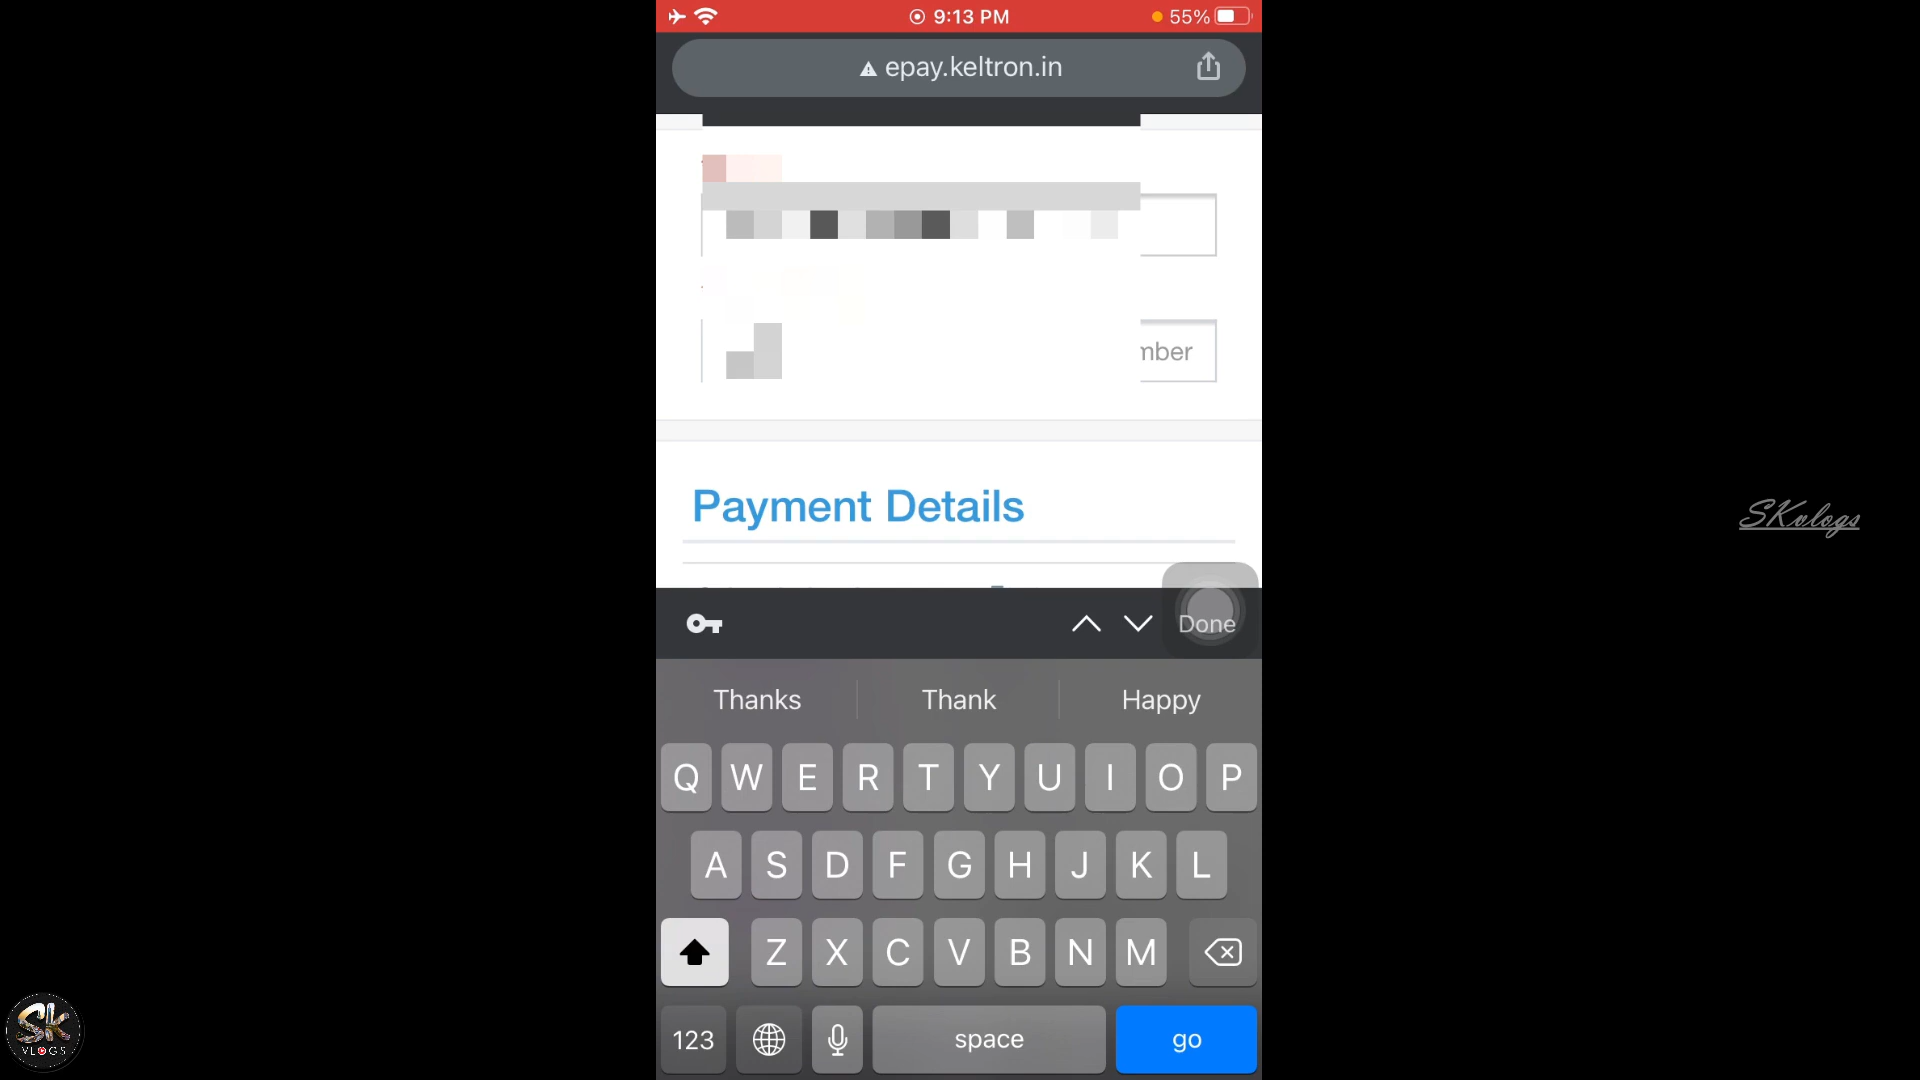 9:13 PM
55%
epay.keltron.in
mber
Payment Details
Done
Thanks Thank Happy
Q W E R T Y U I O P
A S D F G H J K L
Z X C V B N M
123 space go
SKvlogs
SK
VLOGS